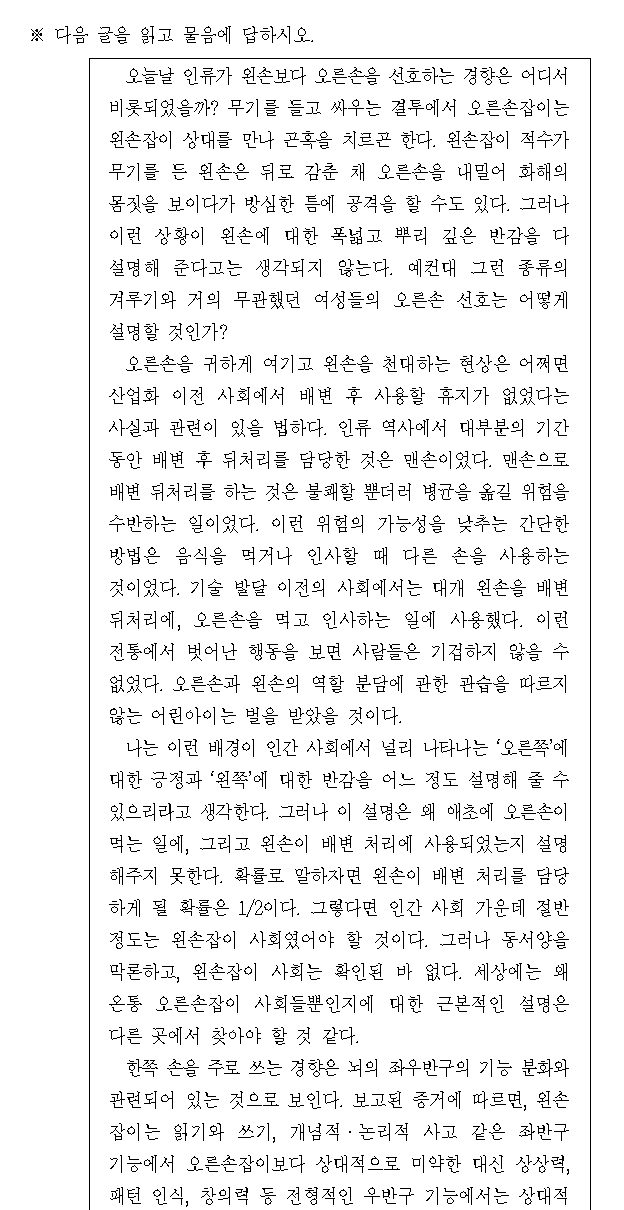 ※ 다음 글을 읽고 물음에 답하시오.
오늘날 인류가 왼손보다 오른손을 선호하는 경향은 어디서
비롯되었을까? 무기를 들고 싸우는 결투에서 오른손잡이는
왼손잡이 상대를 만나 곤혹을 치르곤 한다. 왼손잡이 적수가
무기를 든 왼손은 뒤로 감춘 채 오른손을 내밀어 화해의
몸짓을 보이다가 방심한 틈에 공격을 할 수도 있다. 그러나
이런 상황이 왼손에 대한 폭넓고 뿌리 깊은 반감을 다
설명해 준다고는 생각되지 않는다. 예컨대 그런 종류의
겨루기와 거의 무관했던 여성들의 오른손 선호는 어떻게
설명할 것인가?
오른손을 귀하게 여기고 왼손을 천대하는 현상은 어쩌면
산업화 이전 사회에서 배변 후 사용할 휴지가 없었다는
사실과 관련이 있을 법하다. 인류 역사에서 대부분의 기간
동안 배변 후 뒤처리를 담당한 것은 맨손이었다. 맨손으로
배변 뒤처리를 하는 것은 불쾌할 뿐더러 병균을 옮길 위험을
수반하는 일이었다. 이런 위험의 가능성을 낮추는 간단한
방법은 음식을 먹거나 인사할 때 다른 손을 사용하는
것이었다. 기술 발달 이전의 사회에서는 대개 왼손을 배변
뒤처리에, 오른손을 먹고 인사하는 일에 사용했다. 이런
전통에서 벗어난 행동을 보면 사람들은 기겁하지 않을 수
없었다. 오른손과 왼손의 역할 분담에 관한 관습을 따르지
않는 어린아이는 벌을 받았을 것이다.
나는 이런 배경이 인간 사회에서 널리 나타나는 ‘오른쪽’에
대한 긍정과 ‘왼쪽’에 대한 반감을 어느 정도 설명해 줄 수
있으리라고 생각한다. 그러나 이 설명은 왜 애초에 오른손이
먹는 일에, 그리고 왼손이 배변 처리에 사용되었는지 설명
해주지 못한다. 확률로 말하자면 왼손이 배변 처리를 담당
하게 될 확률은 1/2이다. 그렇다면 인간 사회 가운데 절반
정도는 왼손잡이 사회였어야 할 것이다. 그러나 동서양을
막론하고, 왼손잡이 사회는 확인된 바 없다. 세상에는 왜
온통 오른손잡이 사회들뿐인지에 대한 근본적인 설명은
다른 곳에서 찾아야 할 것 같다.
한쪽 손을 주로 쓰는 경향은 뇌의 좌우반구의 기능 분화와
관련되어 있는 것으로 보인다. 보고된 증거에 따르면, 왼손
잡이는 읽기와 쓰기, 개념적·논리적 사고 같은 좌반구
기능에서 오른손잡이보다 상대적으로 미약한 대신 상상력,
패턴 인식, 창의력 등 전형적인 우반구 기능에서는 상대적